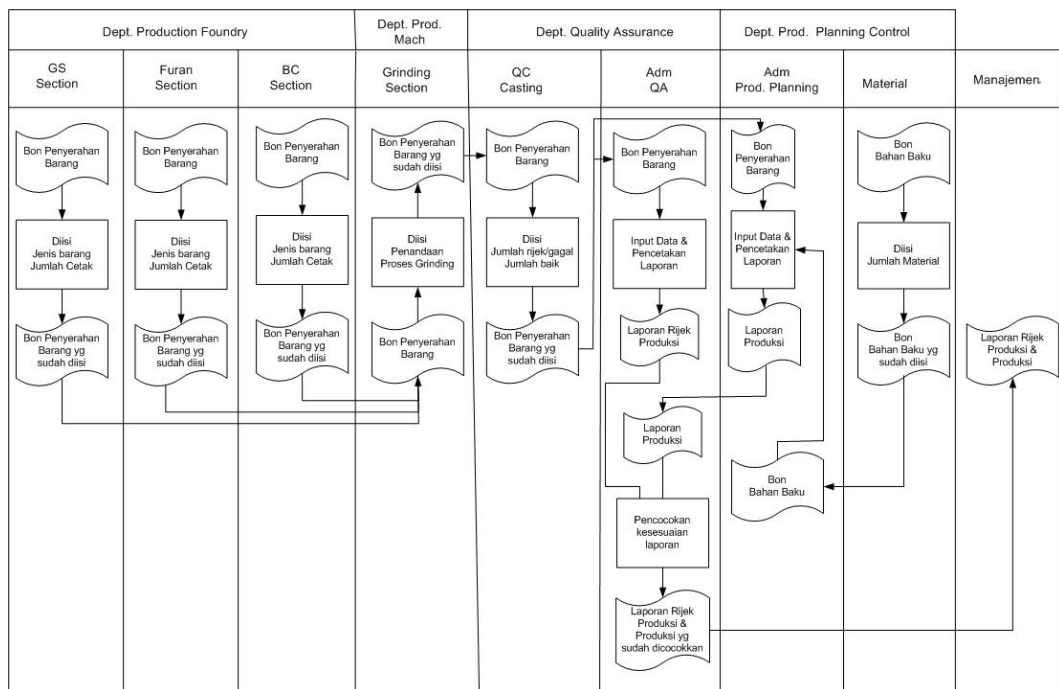 Dept. Production Foundry
Dept. Prod.
Mach
Dept. Quality Assurance
Dept. Prod. Planning Control
GS
Section
Furan
Section
BC
Section
Grinding
Section
QC
Casting
Adm
QA
Adm
Prod. Planning
Material
Manajemen
Bon Penyerahan
Barang
Diisi
Jenis barang
Jumlah Cetak
Bon Penyerahan
Barang yg
sudah diisi
Bon Penyerahan
Barang
Diisi
Jenis barang
Jumlah Cetak
Bon Penyerahan
Barang yg
sudah diisi
Bon Penyerahan
Barang
Diisi
Jenis barang
Jumlah Cetak
Bon Penyerahan
Barang yg
sudah diisi
Bon Penyerahan
Barang yg
sudah diisi
Diisi
Penandaan
Proses Grinding
Bon Penyerahan
Barang
Bon Penyerahan
Barang
Diisi
Jumlah rijek/gagal
Jumlah baik
Bon Penyerahan
Barang yg
sudah diisi
Bon Penyerahan
Barang
Input Data &
Pencetakan
Laporan
Laporan Rijek
Produksi
Laporan
Produksi
Pencocokan
kesesuaian
laporan
Laporan Rijek
Produksi &
Produksi yg
sudah dicocokkan
Bon
Penyerahan
Barang
Input Data &
Pencetakan
Laporan
Laporan
Produksi
Bon
Bahan Baku
Bon
Bahan Baku
Diisi
Jumlah Material
Bon
Bahan Baku yg
sudah diisi
Laporan Rijek
Produksi &
Produksi